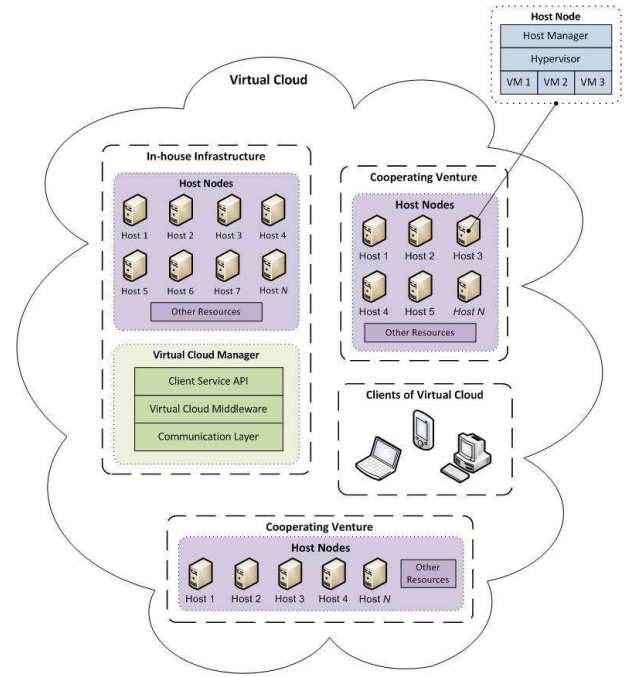 Host Node
Host Manager
Hypervisor
VM 1 VM 2 VM 3
Virtual Cloud
In-house Infrastructure
Host Nodes
Host 1 Host 2 Host 3 Host 4
Host 5 Host 6 Host 7 Host N
Other Resources
Virtual Cloud Manager
Client Service API
Virtual Cloud Middleware
Communication Layer
Cooperating Venture
Host Nodes
Host 1 Host 2 Host 3
Host 4 Host 5 Host N
Other Resources
Clients of Virtual Cloud
Cooperating Venture
Host Nodes
Host 1 Host 2 Host 3 Host 4 Host N
Other
Resources